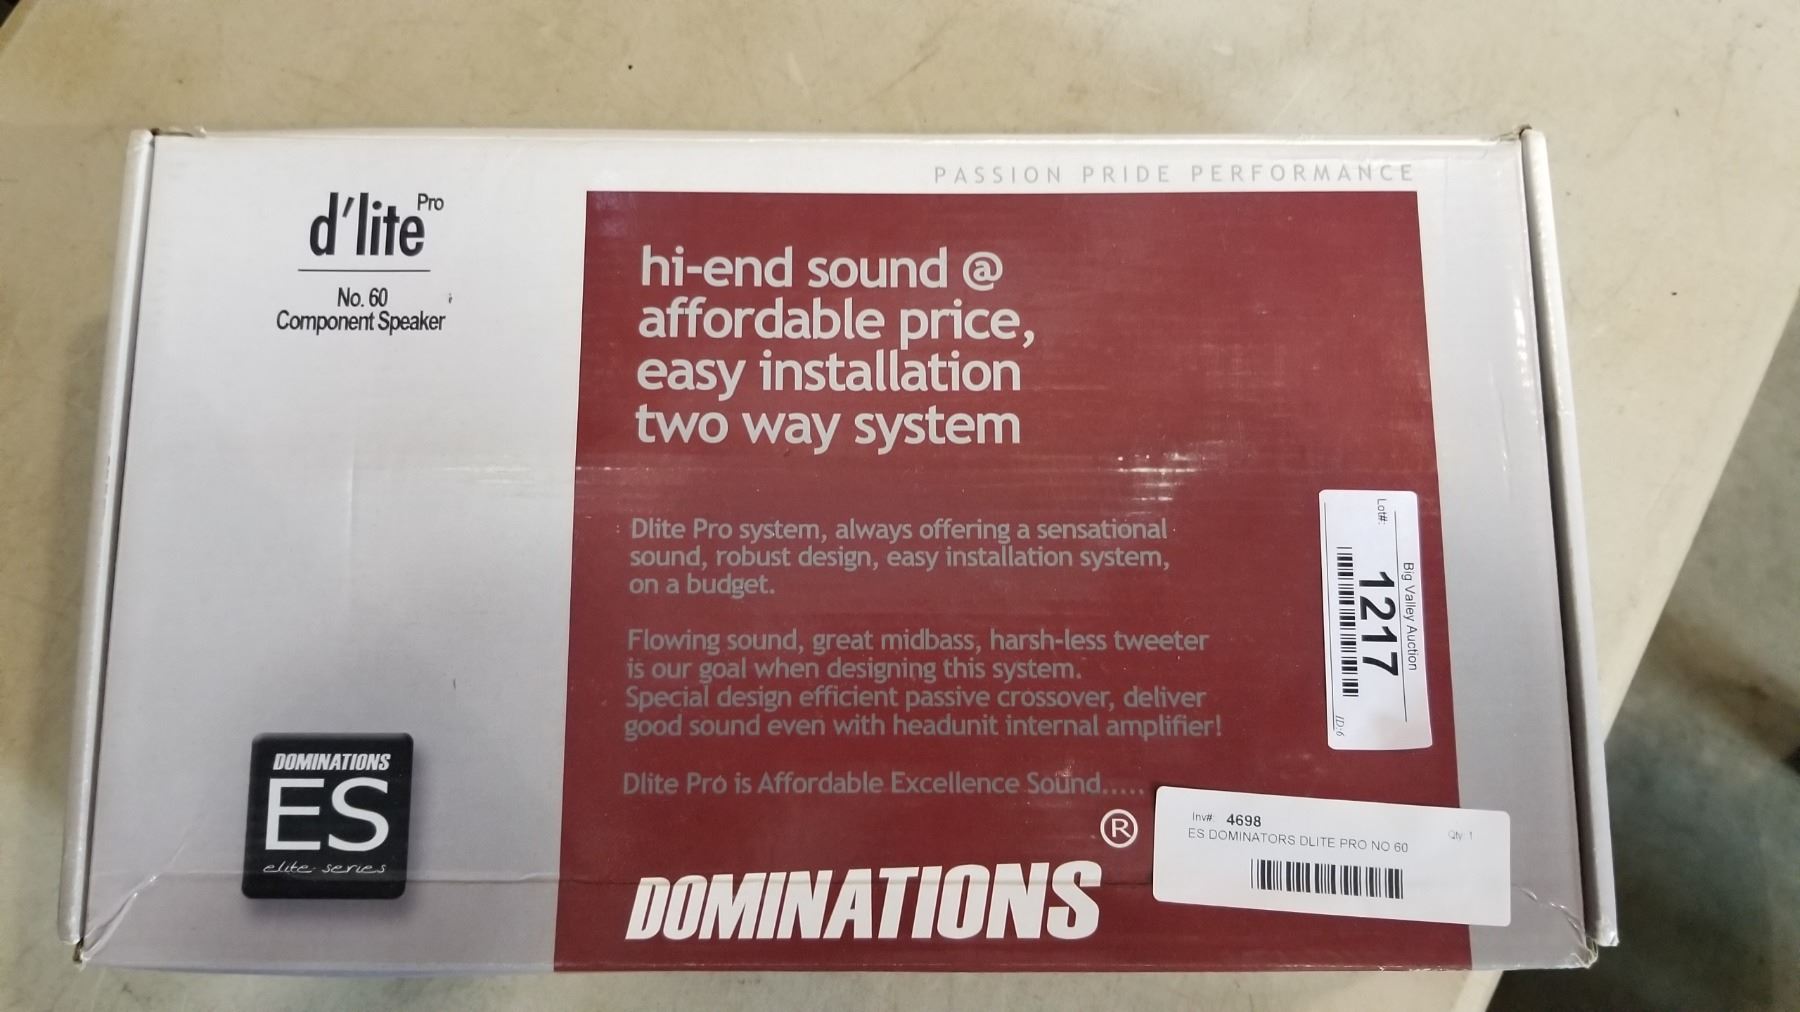 PASSION PRIDE PERFORMANCE
d'lite Pro
No. 60
Component Speaker
hi-end sound @
affordable price,
easy installation
two way system
Dlite Pro system, always offering a sensational
sound, robust design, easy installation system,
on a budget.
Flowing sound, great midbass, harsh-less tweeter
is our goal when designing this system.
Special design efficient passive crossover, deliver
good sound even with headunit internal amplifier!
Dlite Pro is Affordable Excellence Sound.....
®
DOMINATIONS
DOMINATIONS
ES
elite series
Big Valley Auction
Lot#:
1217
ID:6
Inv#: 4698
Qty: 1
ES DOMINATORS DLITE PRO NO 60